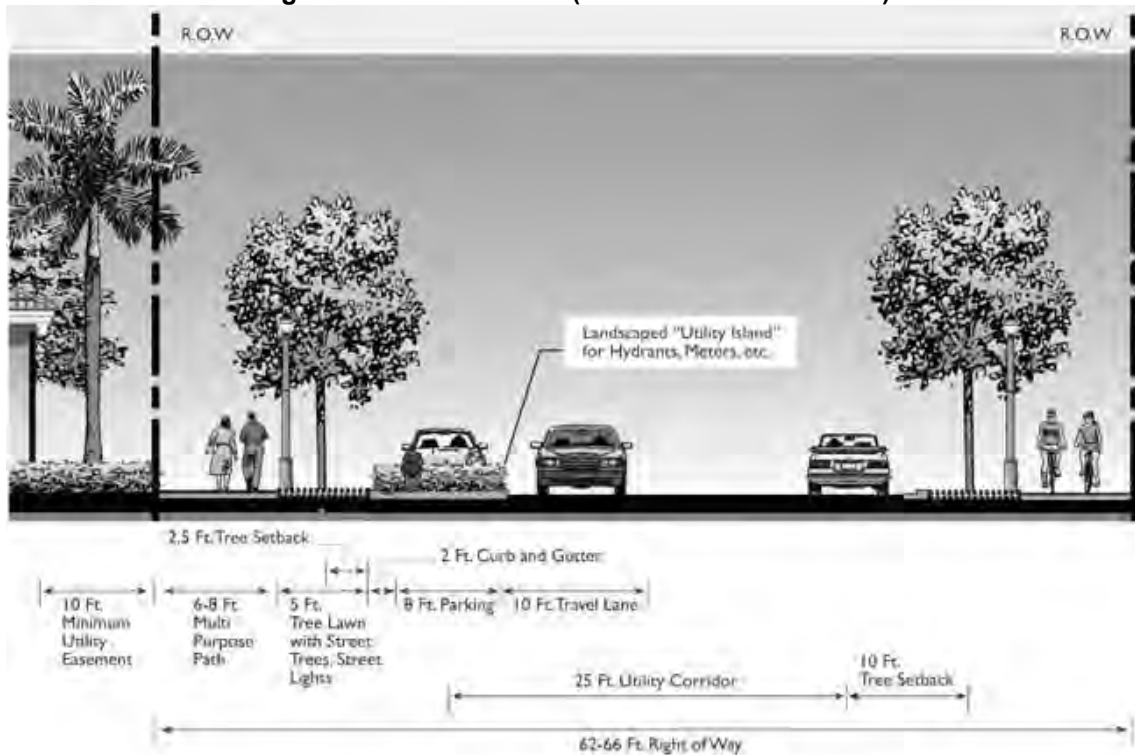 R.O.W
R.O.W
Landscaped "Utility Island"
for Hydrants, Meters, etc.
2.5 Ft. Tree Setback
2 Ft. Curb and Gutter
10 Ft.
Minimum
Utility
Easement
6-8 Ft.
Multi
Purpose
Path
5 Ft.
Tree Lawn
with Street
Trees, Street
Lights
8 Ft. Parking
10 Ft. Travel Lane
25 Ft. Utility Corridor
10 Ft.
Tree Setback
62-66 Ft. Right of Way